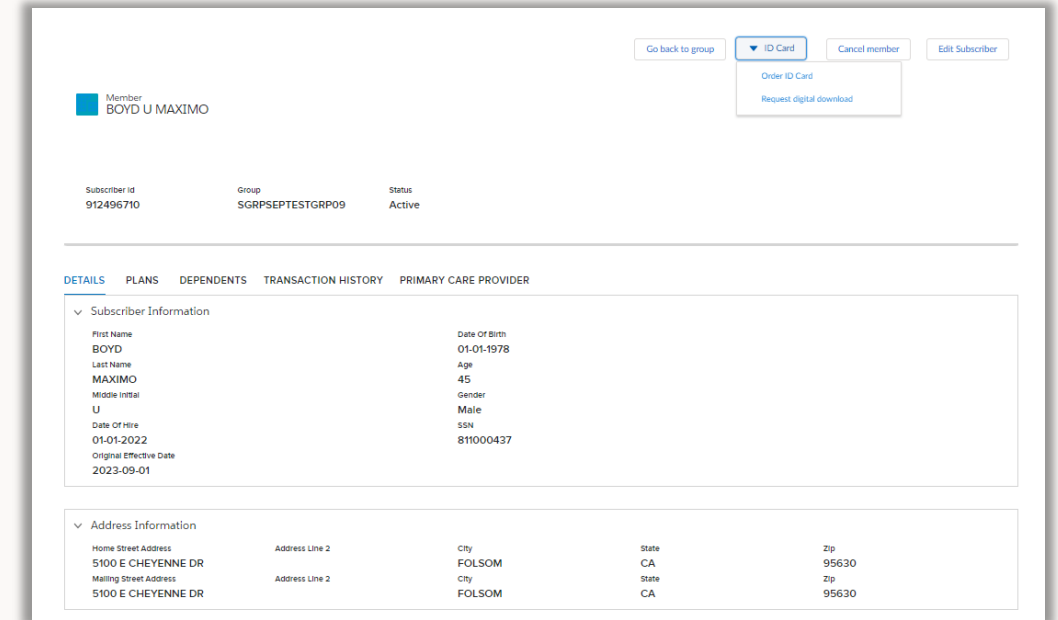 Go back to group ID Card Cancel member Edit Subscriber
Order ID Card
Request digital download
Member
BOYD U MAXIMO
Subscriber Id Group Status
912496710 SGRPSEPTESTGRP09 Active
DETAILS PLANS DEPENDENTS TRANSACTION HISTORY PRIMARY CARE PROVIDER
Subscriber Information
First Name Date Of Birth
BOYD 01-01-1978
Last Name Age
MAXIMO 45
Middle Initial Gender
U Male
Date Of Hire SSN
01-01-2022 811000437
Original Effective Date
2023-09-01
Address Information
Home Street Address Address Line 2 City State Zip
5100 E CHEYENNE DR FOLSOM CA 95630
Mailing Street Address Address Line 2 City State Zip
5100 E CHEYENNE DR FOLSOM CA 95630